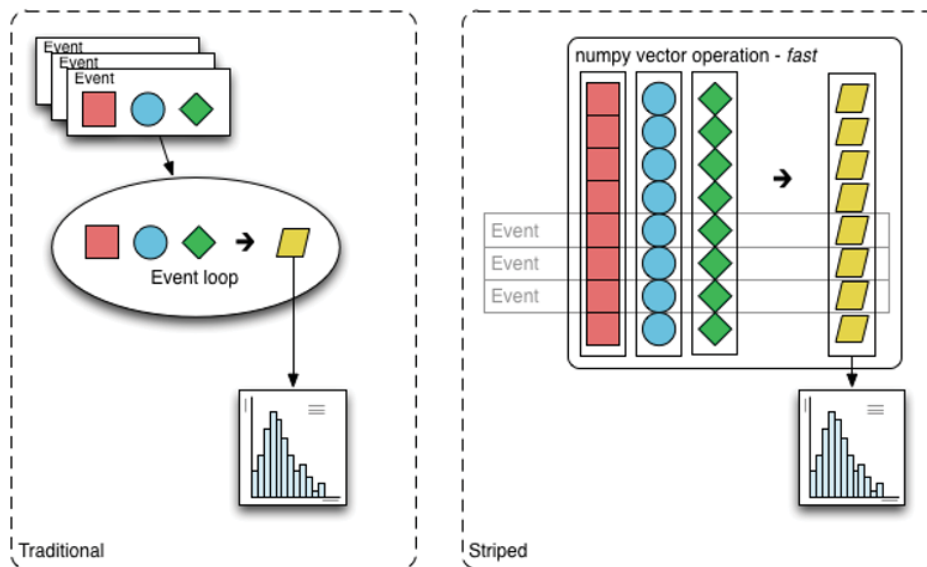 Event
Event
Event
Event loop
Traditional
numpy vector operation - fast
Event
Event
Event
Striped